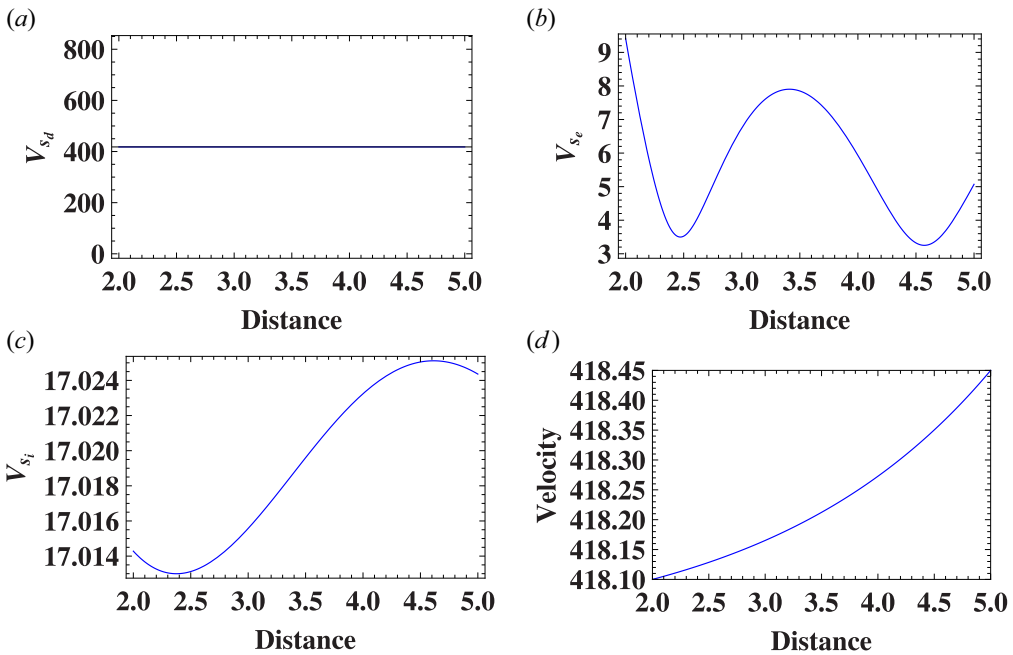 (a)
800
600
400
200
0
V_{s_d}
2.0 2.5 3.0 3.5 4.0 4.5 5.0
Distance
(b)
9
8
7
6
5
4
3
V_{s_e}
2.0 2.5 3.0 3.5 4.0 4.5 5.0
Distance
(c)
17.024
17.022
17.020
17.018
17.016
17.014
V_{s_i}
2.0 2.5 3.0 3.5 4.0 4.5 5.0
Distance
(d)
418.45
418.40
418.35
418.30
418.25
418.20
418.15
418.10
Velocity
2.0 2.5 3.0 3.5 4.0 4.5 5.0
Distance